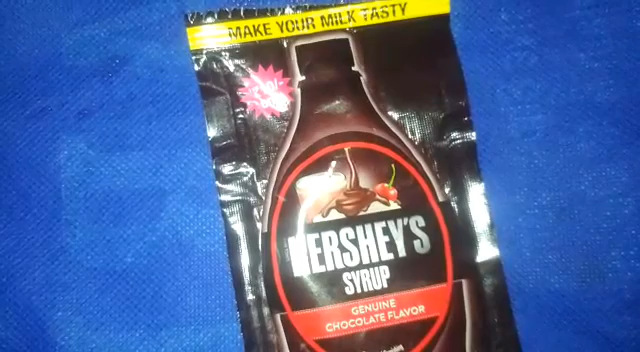 MAKE YOUR MILK TASTY
HERSHEY'S
SYRUP
GENUINE
CHOCOLATE FLAVOR